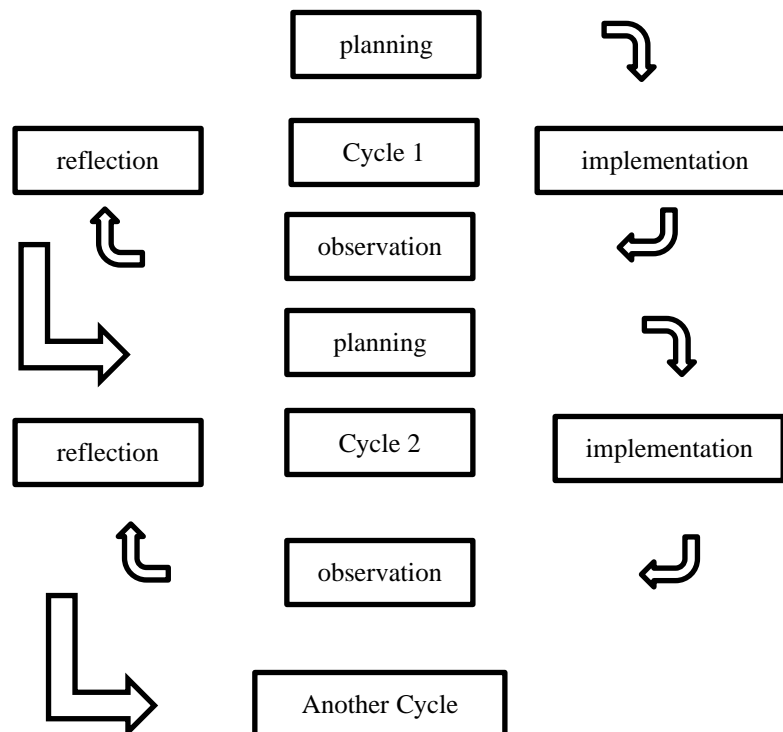 planning
reflection
Cycle 1
implementation
observation
planning
reflection
Cycle 2
implementation
observation
Another Cycle